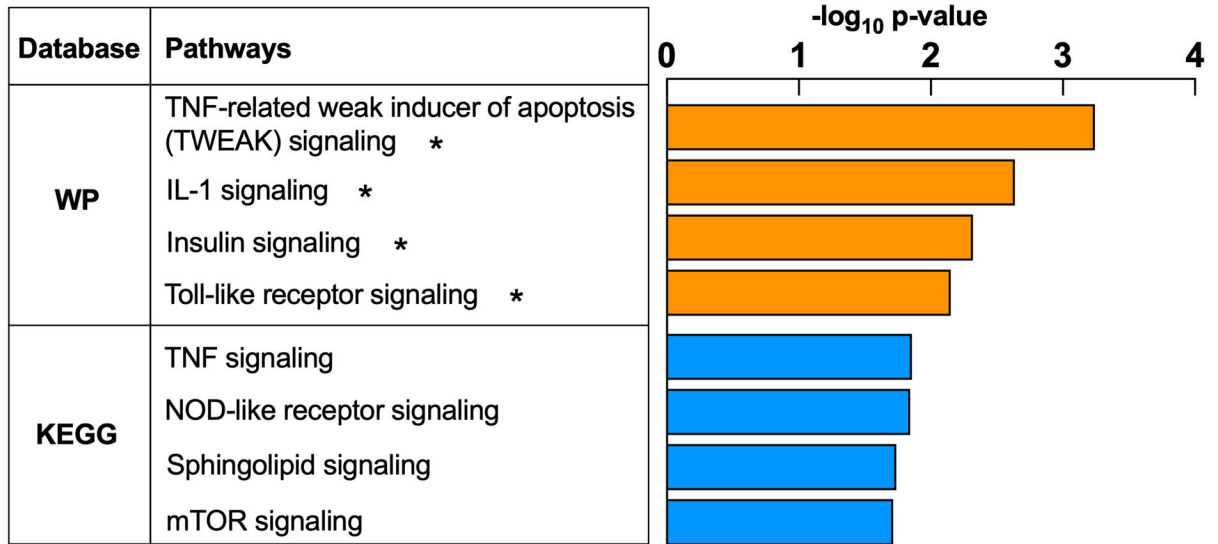 -log10 p-value
Database Pathways
0 1 2 3 4
TNF-related weak inducer of apoptosis
(TWEAK) signaling *
WP
IL-1 signaling *
Insulin signaling *
Toll-like receptor signaling *
KEGG
TNF signaling
NOD-like receptor signaling
Sphingolipid signaling
mTOR signaling